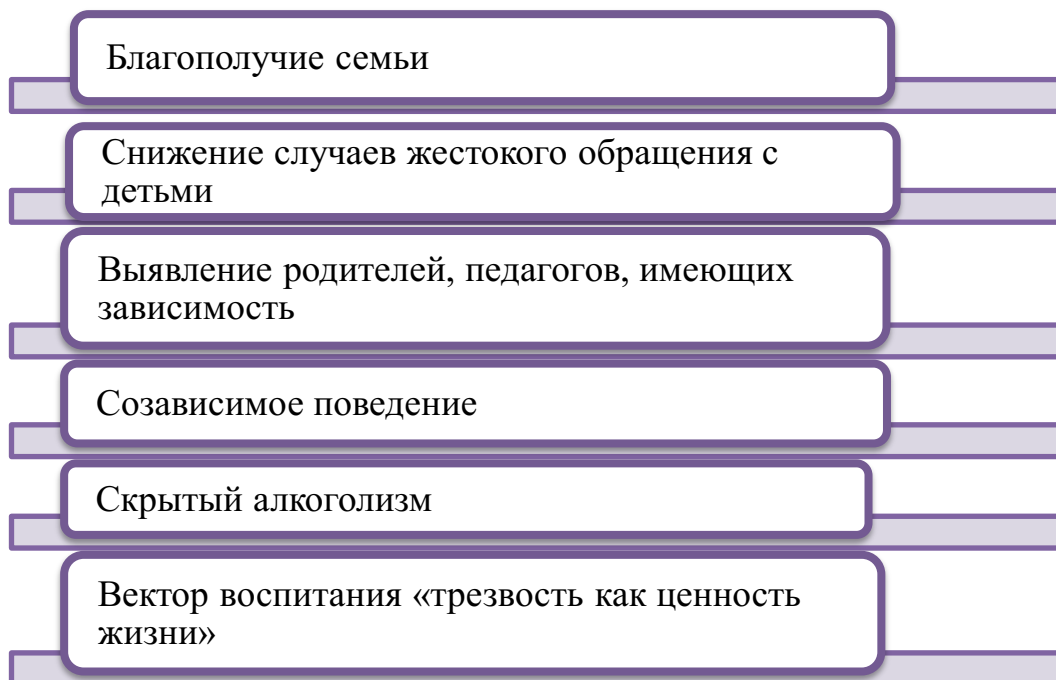 Благополучие семьи
Снижение случаев жестокого обращения с
детьми
Выявление родителей, педагогов, имеющих
зависимость
Созависимое поведение
Скрытый алкоголизм
Вектор воспитания «трезвость как ценность
жизни»